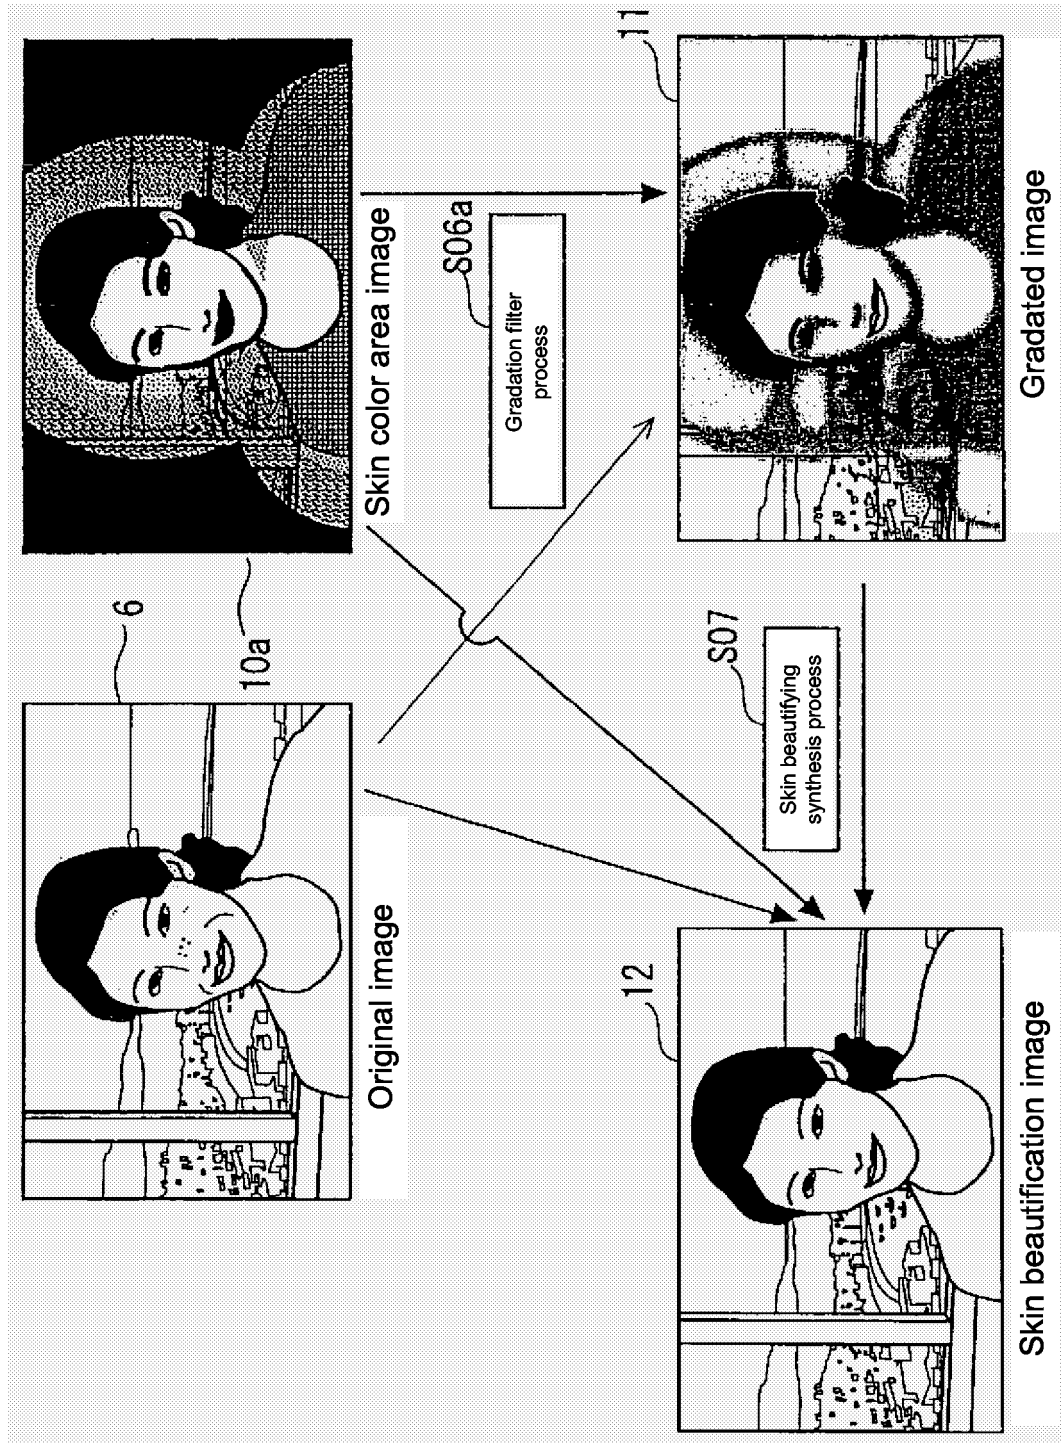 6
Original image
10a
Skin color area image
S06a
Gradation filter
process
11
Gradated image
S07
Skin beautifying
synthesis process
12
Skin beautification image